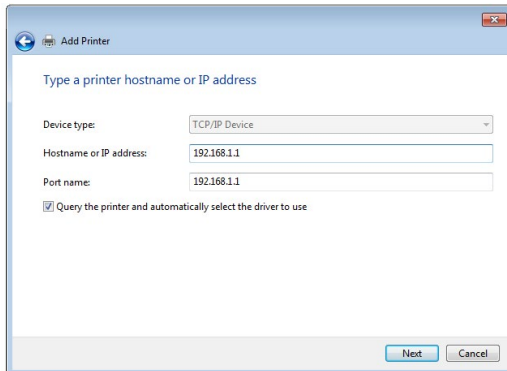 Add Printer
Type a printer hostname or IP address
Device type: TCP/IP Device
Hostname or IP address: 192.168.1.1
Port name: 192.168.1.1
Query the printer and automatically select the driver to use
Next Cancel